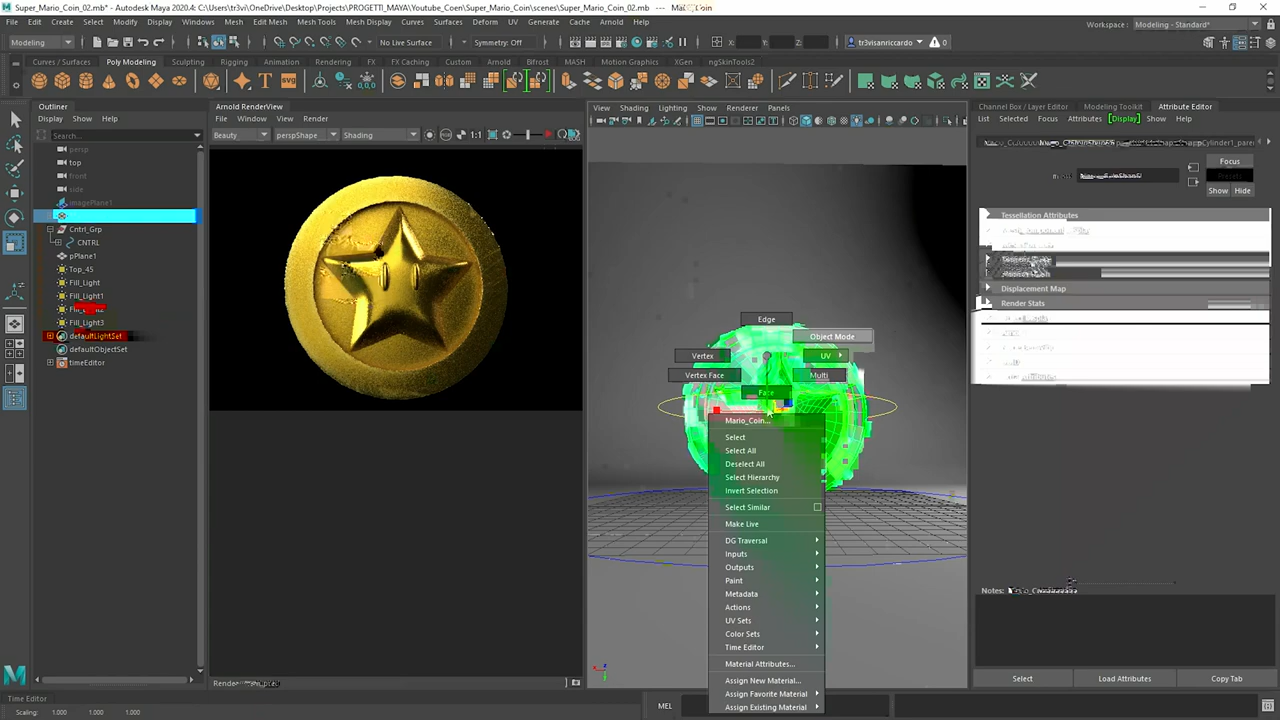 Super_Mario_Coin_02.mb* - Autodesk Maya 2020.4: C:\Users\tr3vi\OneDrive\Desktop\Projects\PROGETTI_MAYA\Youtube_Coen\Super_Mario_Coin\scenes\Super_Mario_Coin_02.mb
File Edit Create Select Modify Display Windows Mesh Edit Mesh Mesh Tools Mesh Display Curves Surfaces Deform UV Generate Cache Arnold Help
Workspace : Modeling - Standard*
Modeling No Live Surface Symmetry: Off X: Y: Z: tr3visanriccardo 0
Curves / Surfaces Poly Modeling Sculpting Rigging Animation Rendering FX FX Caching Custom Arnold Bifrost MASH Motion Graphics XGen ngSkinTools2
Outliner
Display Show Help
Search...
persp
top
front
side
imagePlane1
Cntrl_Grp
CNTRL
pPlane1
Top_45
Fill_Light
Fill_Light1
Fill_Light3
defaultLightSet
defaultObjectSet
timeEditor
Arnold RenderView
File Window View Render
Beauty perspShape Shading 1:1
View Shading Lighting Show Renderer Panels
Edge
Object Mode
Vertex
UV
Vertex Face
Multi
Face
Mario_Coin...
Select
Select All
Deselect All
Select Hierarchy
Invert Selection
Select Similar
Make Live
DG Traversal
Inputs
Outputs
Paint
Metadata
Actions
UV Sets
Color Sets
Time Editor
Material Attributes...
Assign New Material...
Assign Favorite Material
Assign Existing Material
Channel Box / Layer Editor Modeling Toolkit Attribute Editor
List Selected Focus Attributes Display Show Help
Focus
Presets
Show Hide
Tessellation Attributes
Displacement Map
Render Stats
Notes:
Select Load Attributes Copy Tab
Time Editor
MEL
Scaling: 1.000 1.000 1.000